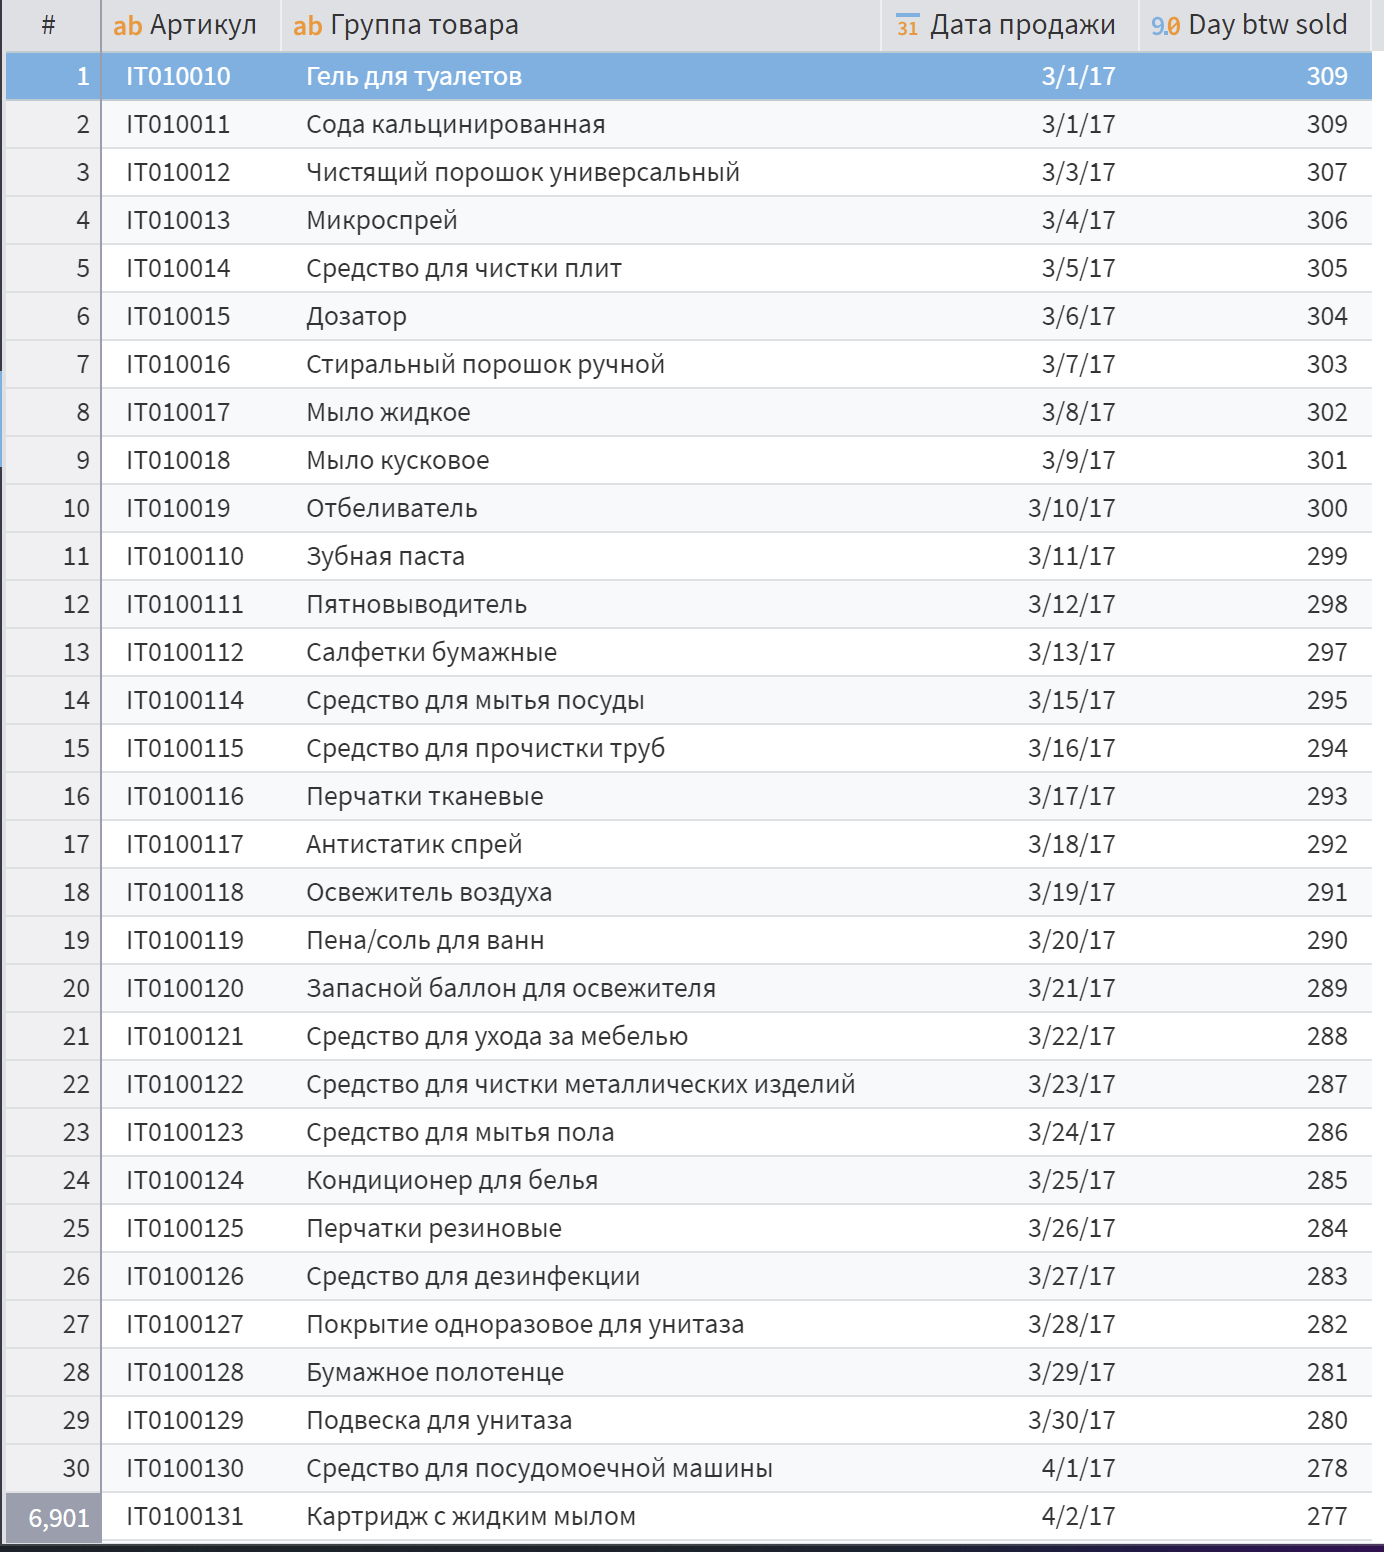 # ab Артикул ab Группа товара 31 Дата продажи 9.0 Day btw sold
1 IT010010 Гель для туалетов 3/1/17 309
2 IT010011 Сода кальцинированная 3/1/17 309
3 IT010012 Чистящий порошок универсальный 3/3/17 307
4 IT010013 Микроспрей 3/4/17 306
5 IT010014 Средство для чистки плит 3/5/17 305
6 IT010015 Дозатор 3/6/17 304
7 IT010016 Стиральный порошок ручной 3/7/17 303
8 IT010017 Мыло жидкое 3/8/17 302
9 IT010018 Мыло кусковое 3/9/17 301
10 IT010019 Отбеливатель 3/10/17 300
11 IT0100110 Зубная паста 3/11/17 299
12 IT0100111 Пятновыводитель 3/12/17 298
13 IT0100112 Салфетки бумажные 3/13/17 297
14 IT0100114 Средство для мытья посуды 3/15/17 295
15 IT0100115 Средство для прочистки труб 3/16/17 294
16 IT0100116 Перчатки тканевые 3/17/17 293
17 IT0100117 Антистатик спрей 3/18/17 292
18 IT0100118 Освежитель воздуха 3/19/17 291
19 IT0100119 Пена/соль для ванн 3/20/17 290
20 IT0100120 Запасной баллон для освежителя 3/21/17 289
21 IT0100121 Средство для ухода за мебелью 3/22/17 288
22 IT0100122 Средство для чистки металлических изделий 3/23/17 287
23 IT0100123 Средство для мытья пола 3/24/17 286
24 IT0100124 Кондиционер для белья 3/25/17 285
25 IT0100125 Перчатки резиновые 3/26/17 284
26 IT0100126 Средство для дезинфекции 3/27/17 283
27 IT0100127 Покрытие одноразовое для унитаза 3/28/17 282
28 IT0100128 Бумажное полотенце 3/29/17 281
29 IT0100129 Подвеска для унитаза 3/30/17 280
30 IT0100130 Средство для посудомоечной машины 4/1/17 278
6,901 IT0100131 Картридж с жидким мылом 4/2/17 277